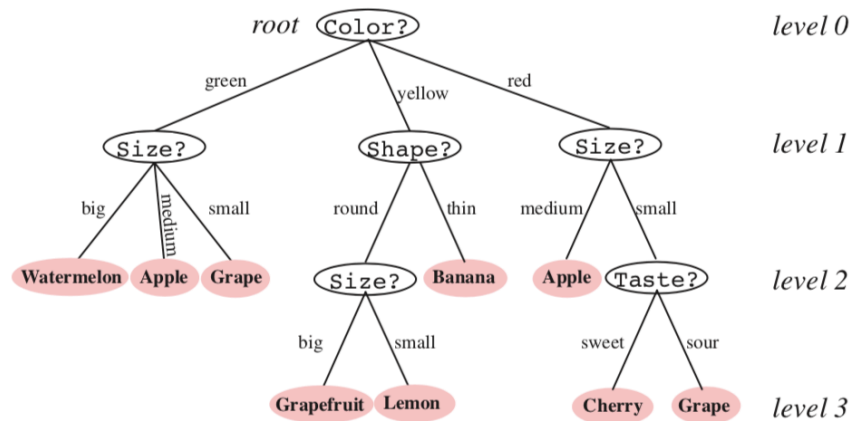 root Color? level 0
green yellow red
Size? Shape? Size? level 1
big medium small round thin medium small
Watermelon Apple Grape Size? Banana Apple Taste? level 2
big small sweet sour
Grapefruit Lemon Cherry Grape level 3